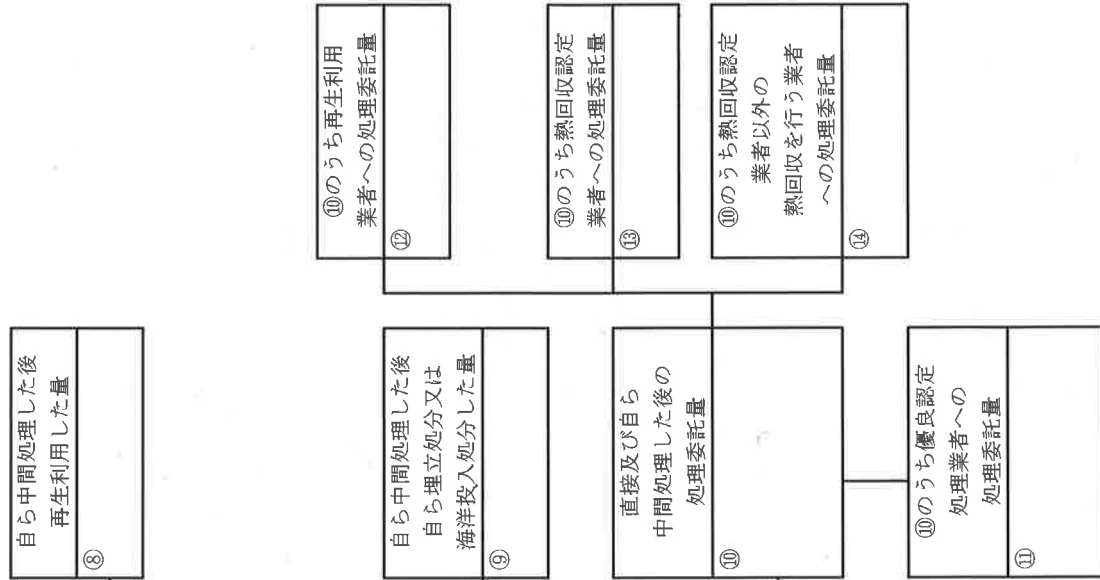 自ら中間処理した後
再生利用した量
⑧
自ら中間処理した後
自ら埋立処分又は
海洋投入処分した量
⑨
直接及び自ら
中間処理した後の
処理委託量
⑩
⑩のうち優良認定
処理業者への
処理委託量
⑪
⑩のうち再生利用
業者への処理委託量
⑫
⑩のうち熱回収認定
業者への処理委託量
⑬
⑩のうち熱回収認定
業者以外の
熱回収を行う業者
への処理委託量
⑭